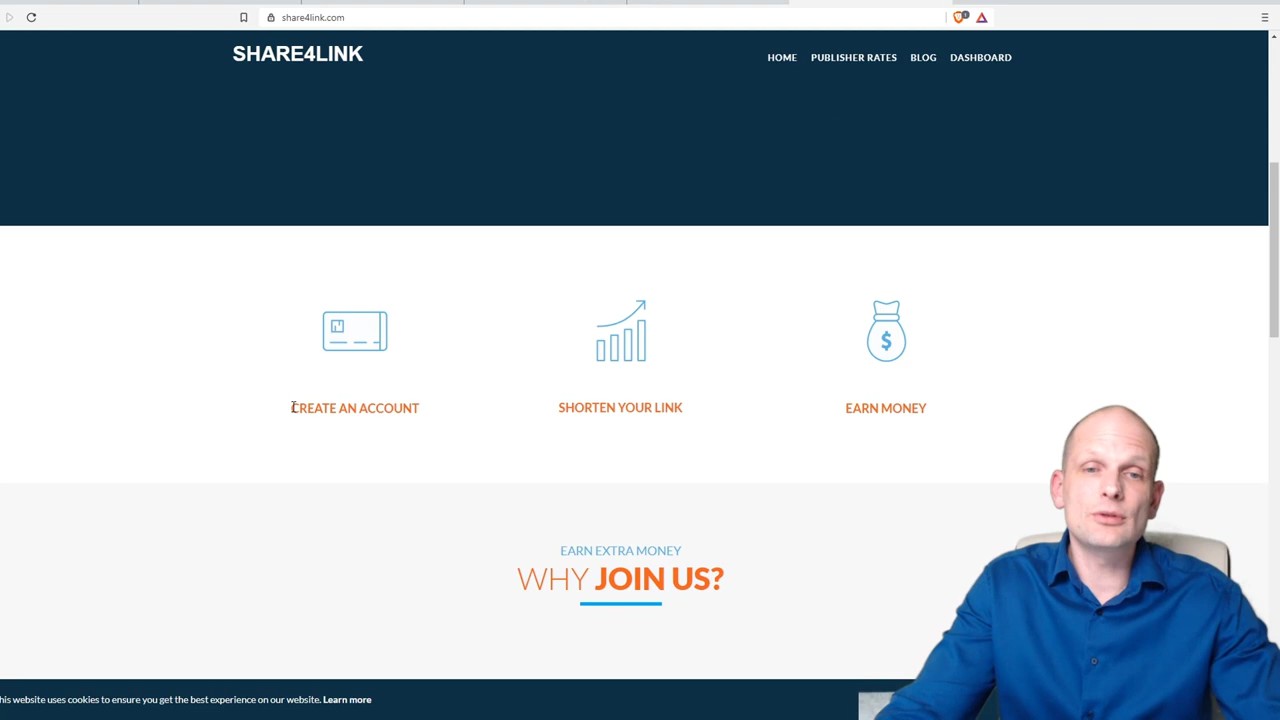 share4link.com
SHARE4LINK
HOME PUBLISHER RATES BLOG DASHBOARD
CREATE AN ACCOUNT
SHORTEN YOUR LINK
EARN MONEY
EARN EXTRA MONEY
WHY JOIN US?
his website uses cookies to ensure you get the best experience on our website. Learn more